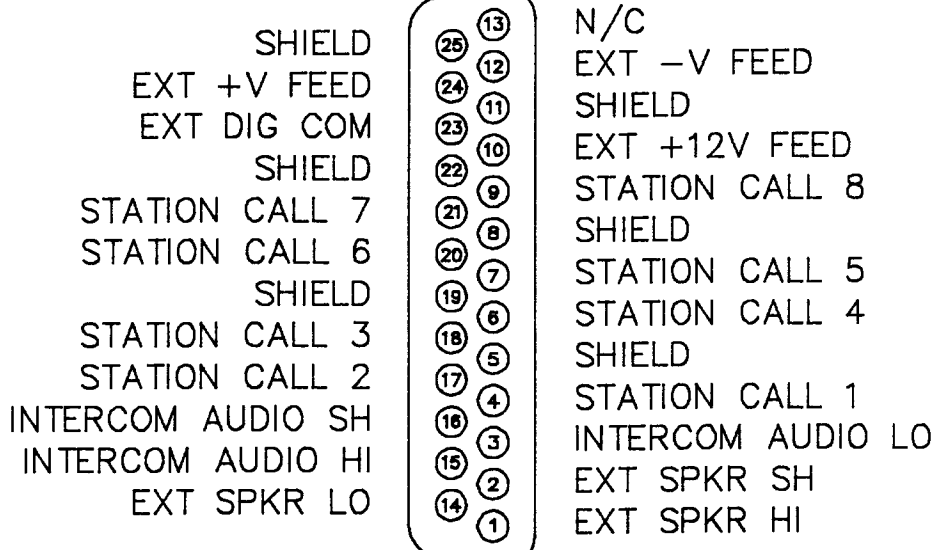 13 N/C
SHIELD 25
12 EXT -V FEED
EXT +V FEED 24
11 SHIELD
EXT DIG COM 23
10 EXT +12V FEED
SHIELD 22
9 STATION CALL 8
STATION CALL 7 21
8 SHIELD
STATION CALL 6 20
7 STATION CALL 5
SHIELD 19
6 STATION CALL 4
STATION CALL 3 18
5 SHIELD
STATION CALL 2 17
4 STATION CALL 1
INTERCOM AUDIO SH 16
3 INTERCOM AUDIO LO
INTERCOM AUDIO HI 15
2 EXT SPKR SH
EXT SPKR LO 14
1 EXT SPKR HI